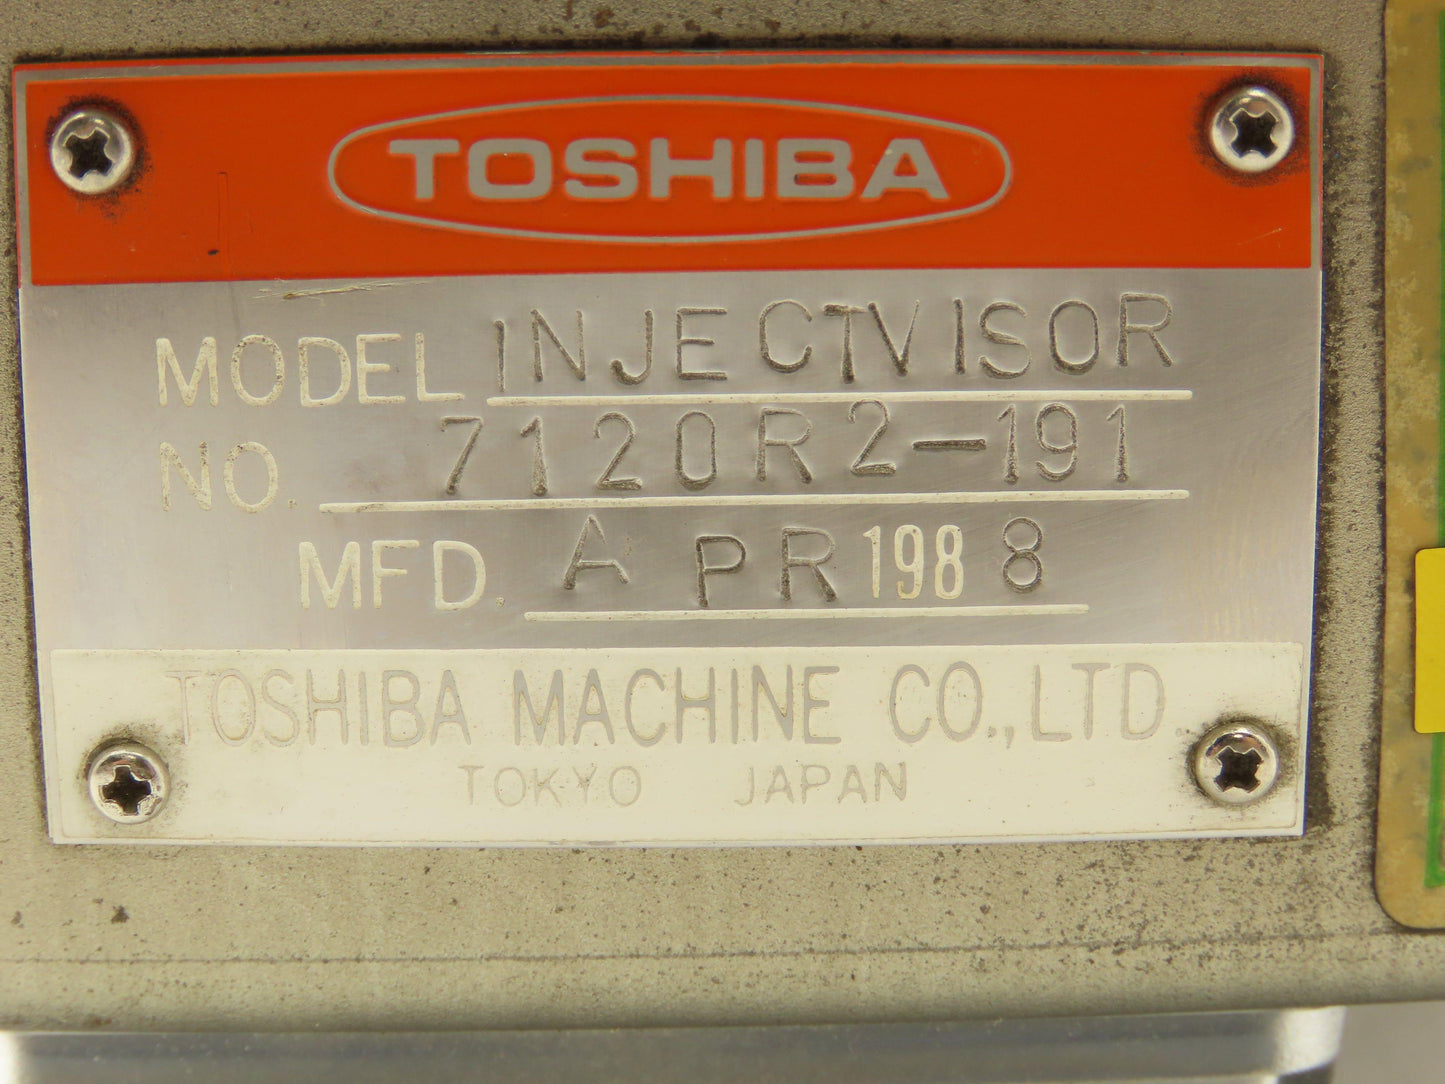 TOSHIBA
MODEL INJECTVISOR
NO. 7120R2-191
MFD. APR 1988
TOSHIBA MACHINE CO.,LTD.
TOKYO JAPAN